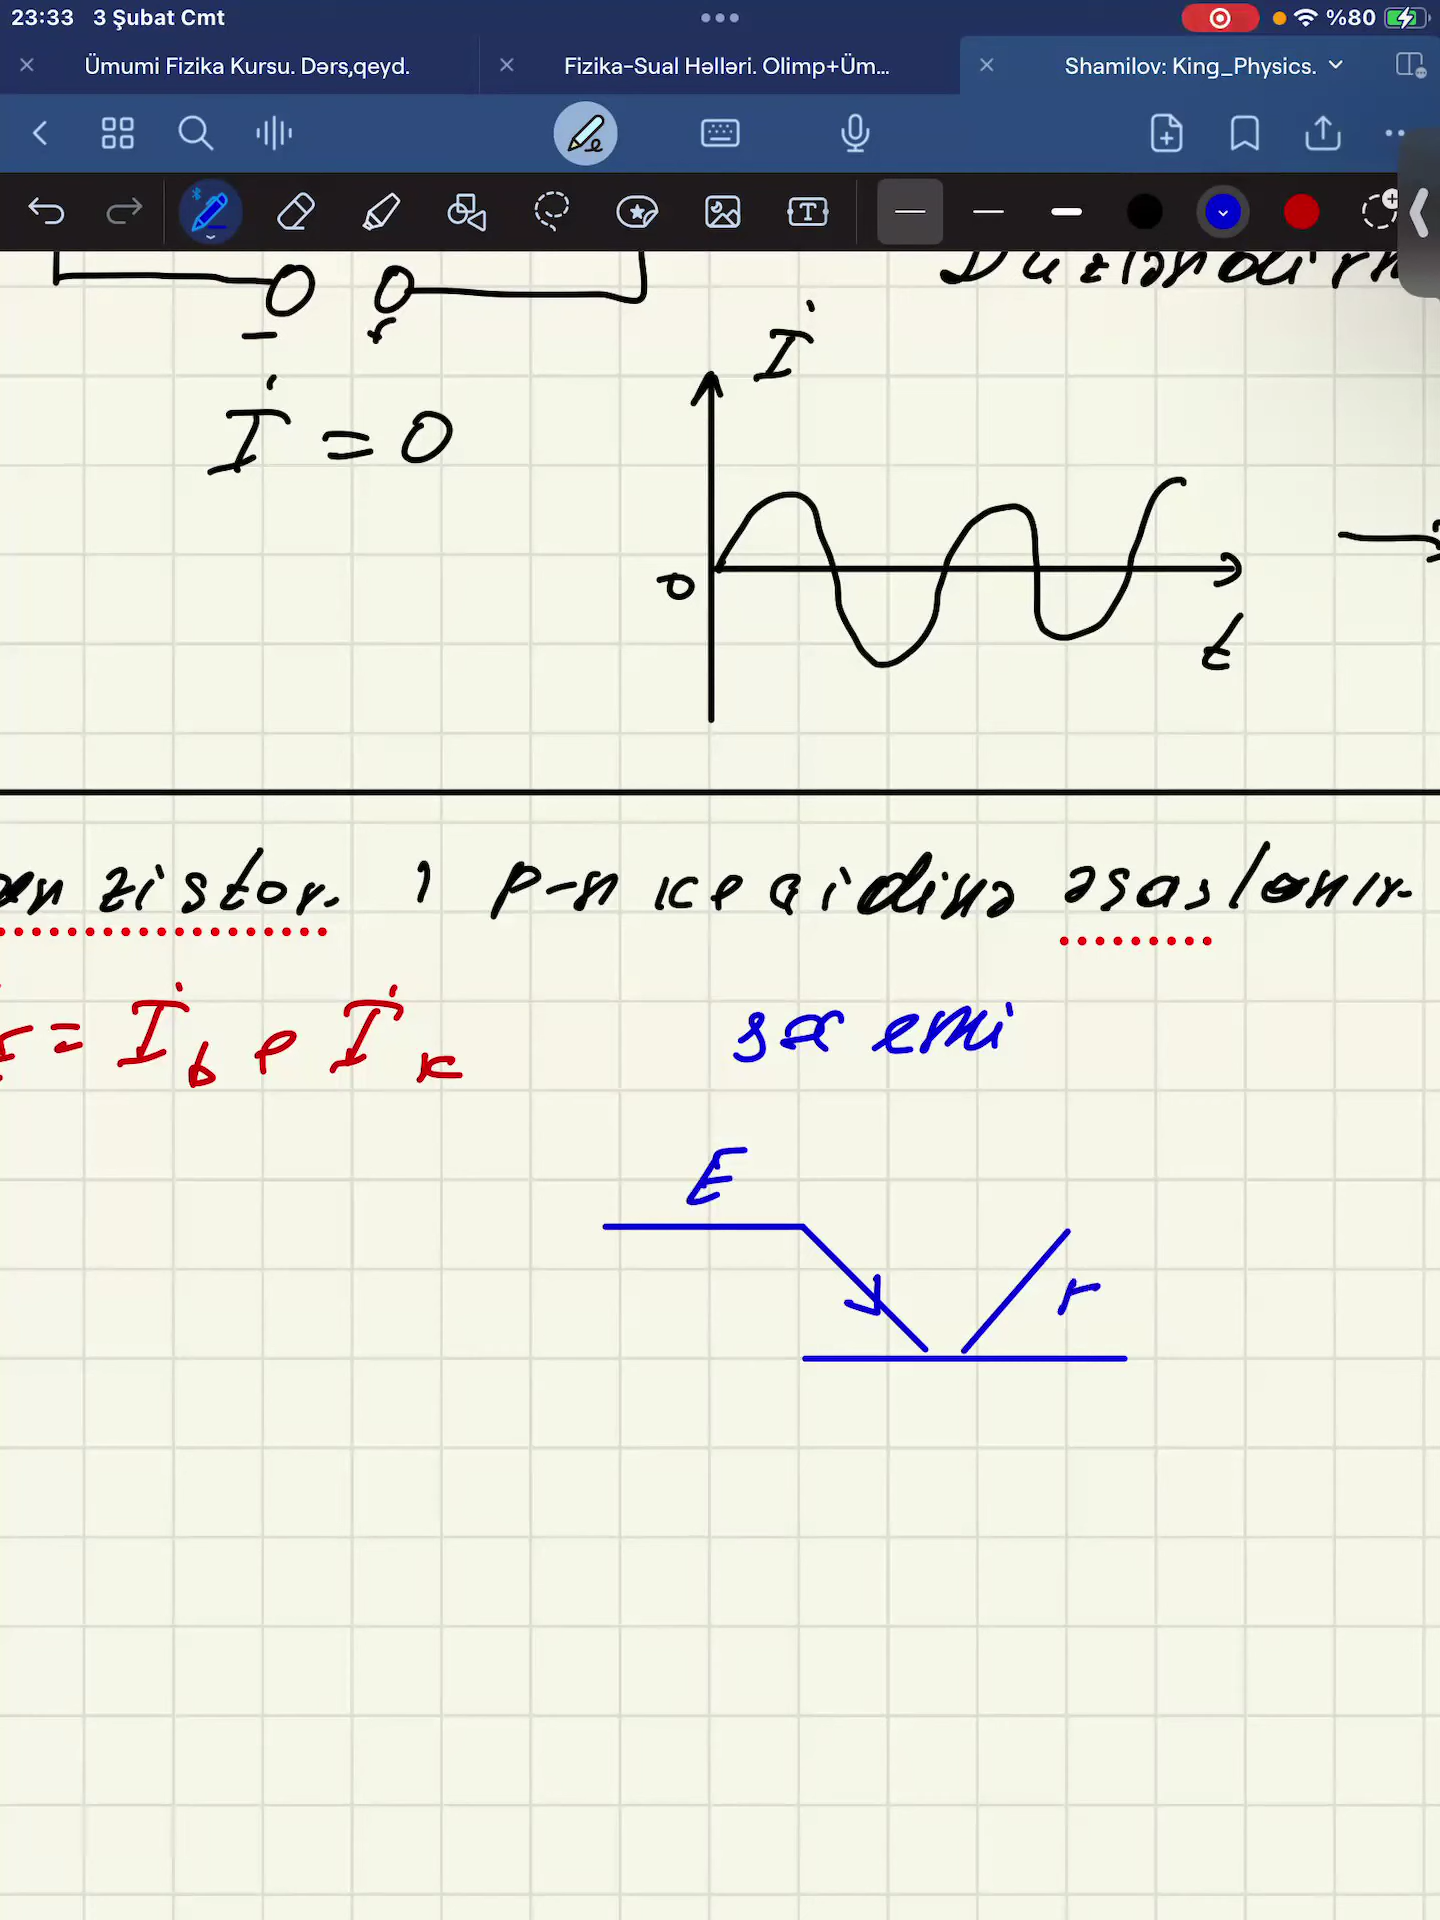 23:33 3 Şubat Cmt %80
Ümumi Fizika Kursu. Dərs,qeyd. Fizika-Sual Həlləri. Olimp+Üm... Shamilov: King_Physics.
- +
I = 0
I
0
t
zistor. 1 p-n keçidinə əsaslanır.
= I b + I k
sxemi
E